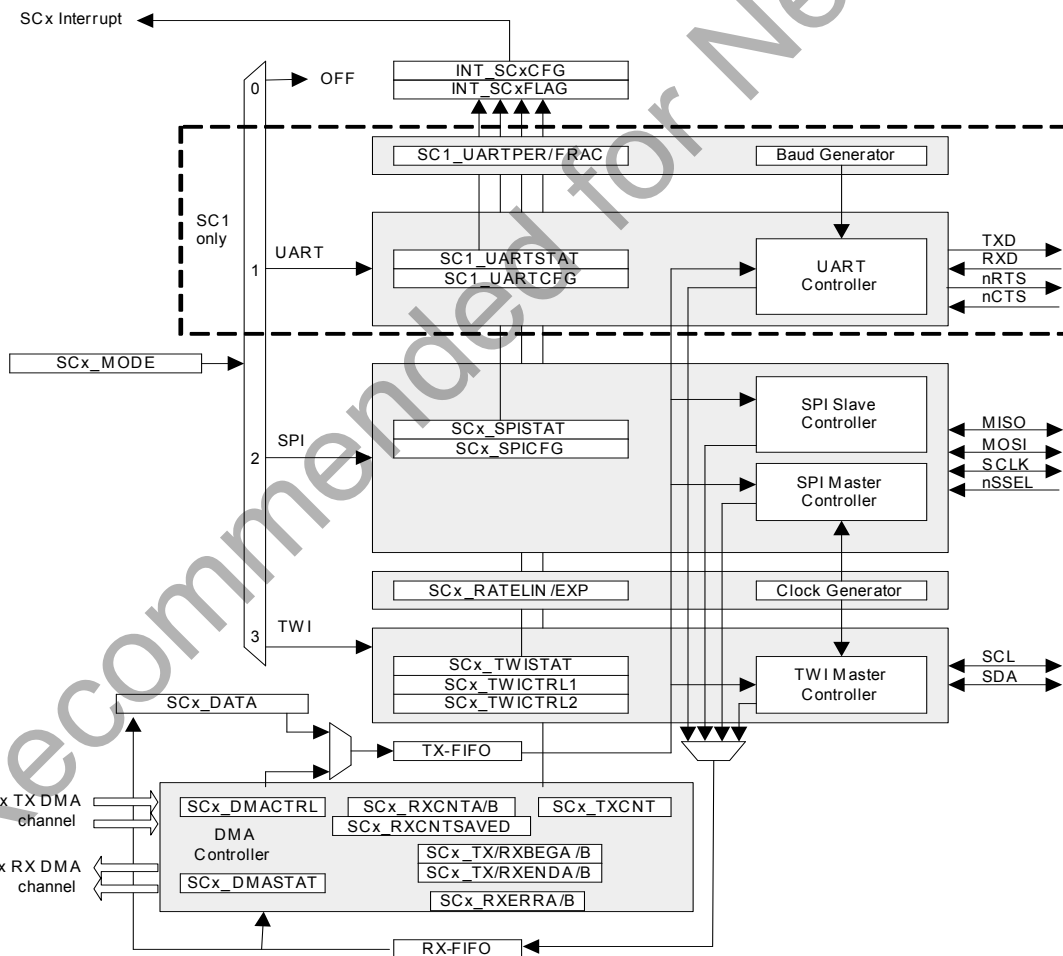 SCx Interrupt
INT_SCxCFG
INT_SCxFLAG
0
OFF
SC1_UARTPER/FRAC
Baud Generator
SC1
only
UART
1
SC1_UARTSTAT
SC1_UARTCFG
UART
Controller
TXD
RXD
nRTS
nCTS
SCx_MODE
SPI
2
SCx_SPISTAT
SCx_SPICFG
SPI Slave
Controller
SPI Master
Controller
MISO
MOSI
SCLK
nSSEL
SCx_RATELIN/EXP
Clock Generator
TWI
3
SCx_TWISTAT
SCx_TWICTRL1
SCx_TWICTRL2
TWI Master
Controller
SCL
SDA
SCx_DATA
TX-FIFO
x TX DMA
channel
x RX DMA
channel
SCx_DMACTRL
DMA
Controller
SCx_DMASTAT
SCx_RXCNTA/B
SCx_RXCNTSAVED
SCx_TXCNT
SCx_TX/RXBEGA/B
SCx_TX/RXENDA/B
SCx_RXERRA/B
RX-FIFO
ecommended for Ne